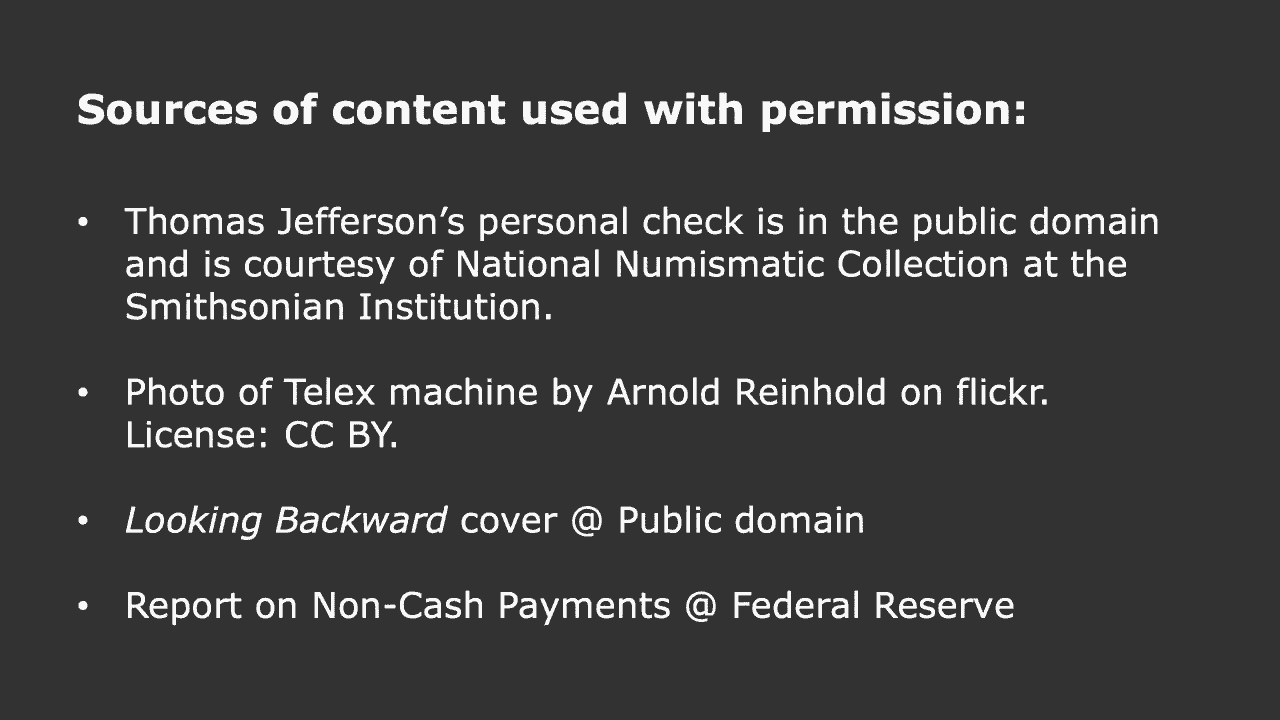 Sources of content used with permission:
• Thomas Jefferson’s personal check is in the public domain
and is courtesy of National Numismatic Collection at the
Smithsonian Institution.
• Photo of Telex machine by Arnold Reinhold on flickr.
License: CC BY.
• Looking Backward cover @ Public domain
• Report on Non-Cash Payments @ Federal Reserve